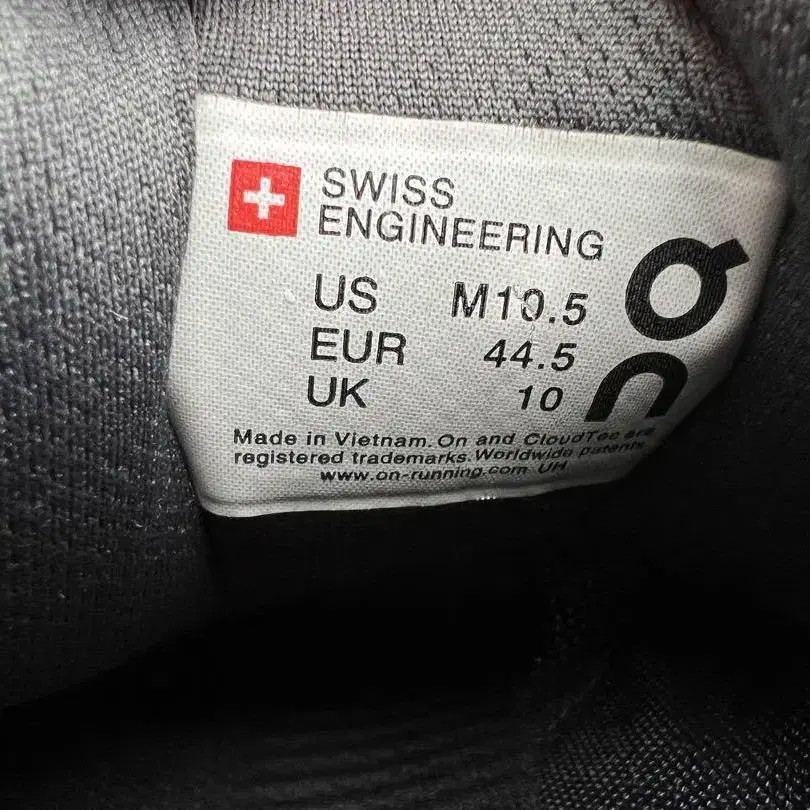 SWISS
ENGINEERING
US M10.5
EUR 44.5
UK 10
On
Made in Vietnam. On and CloudTec are
registered trademarks. Worldwide patents
www.on-running.com UH